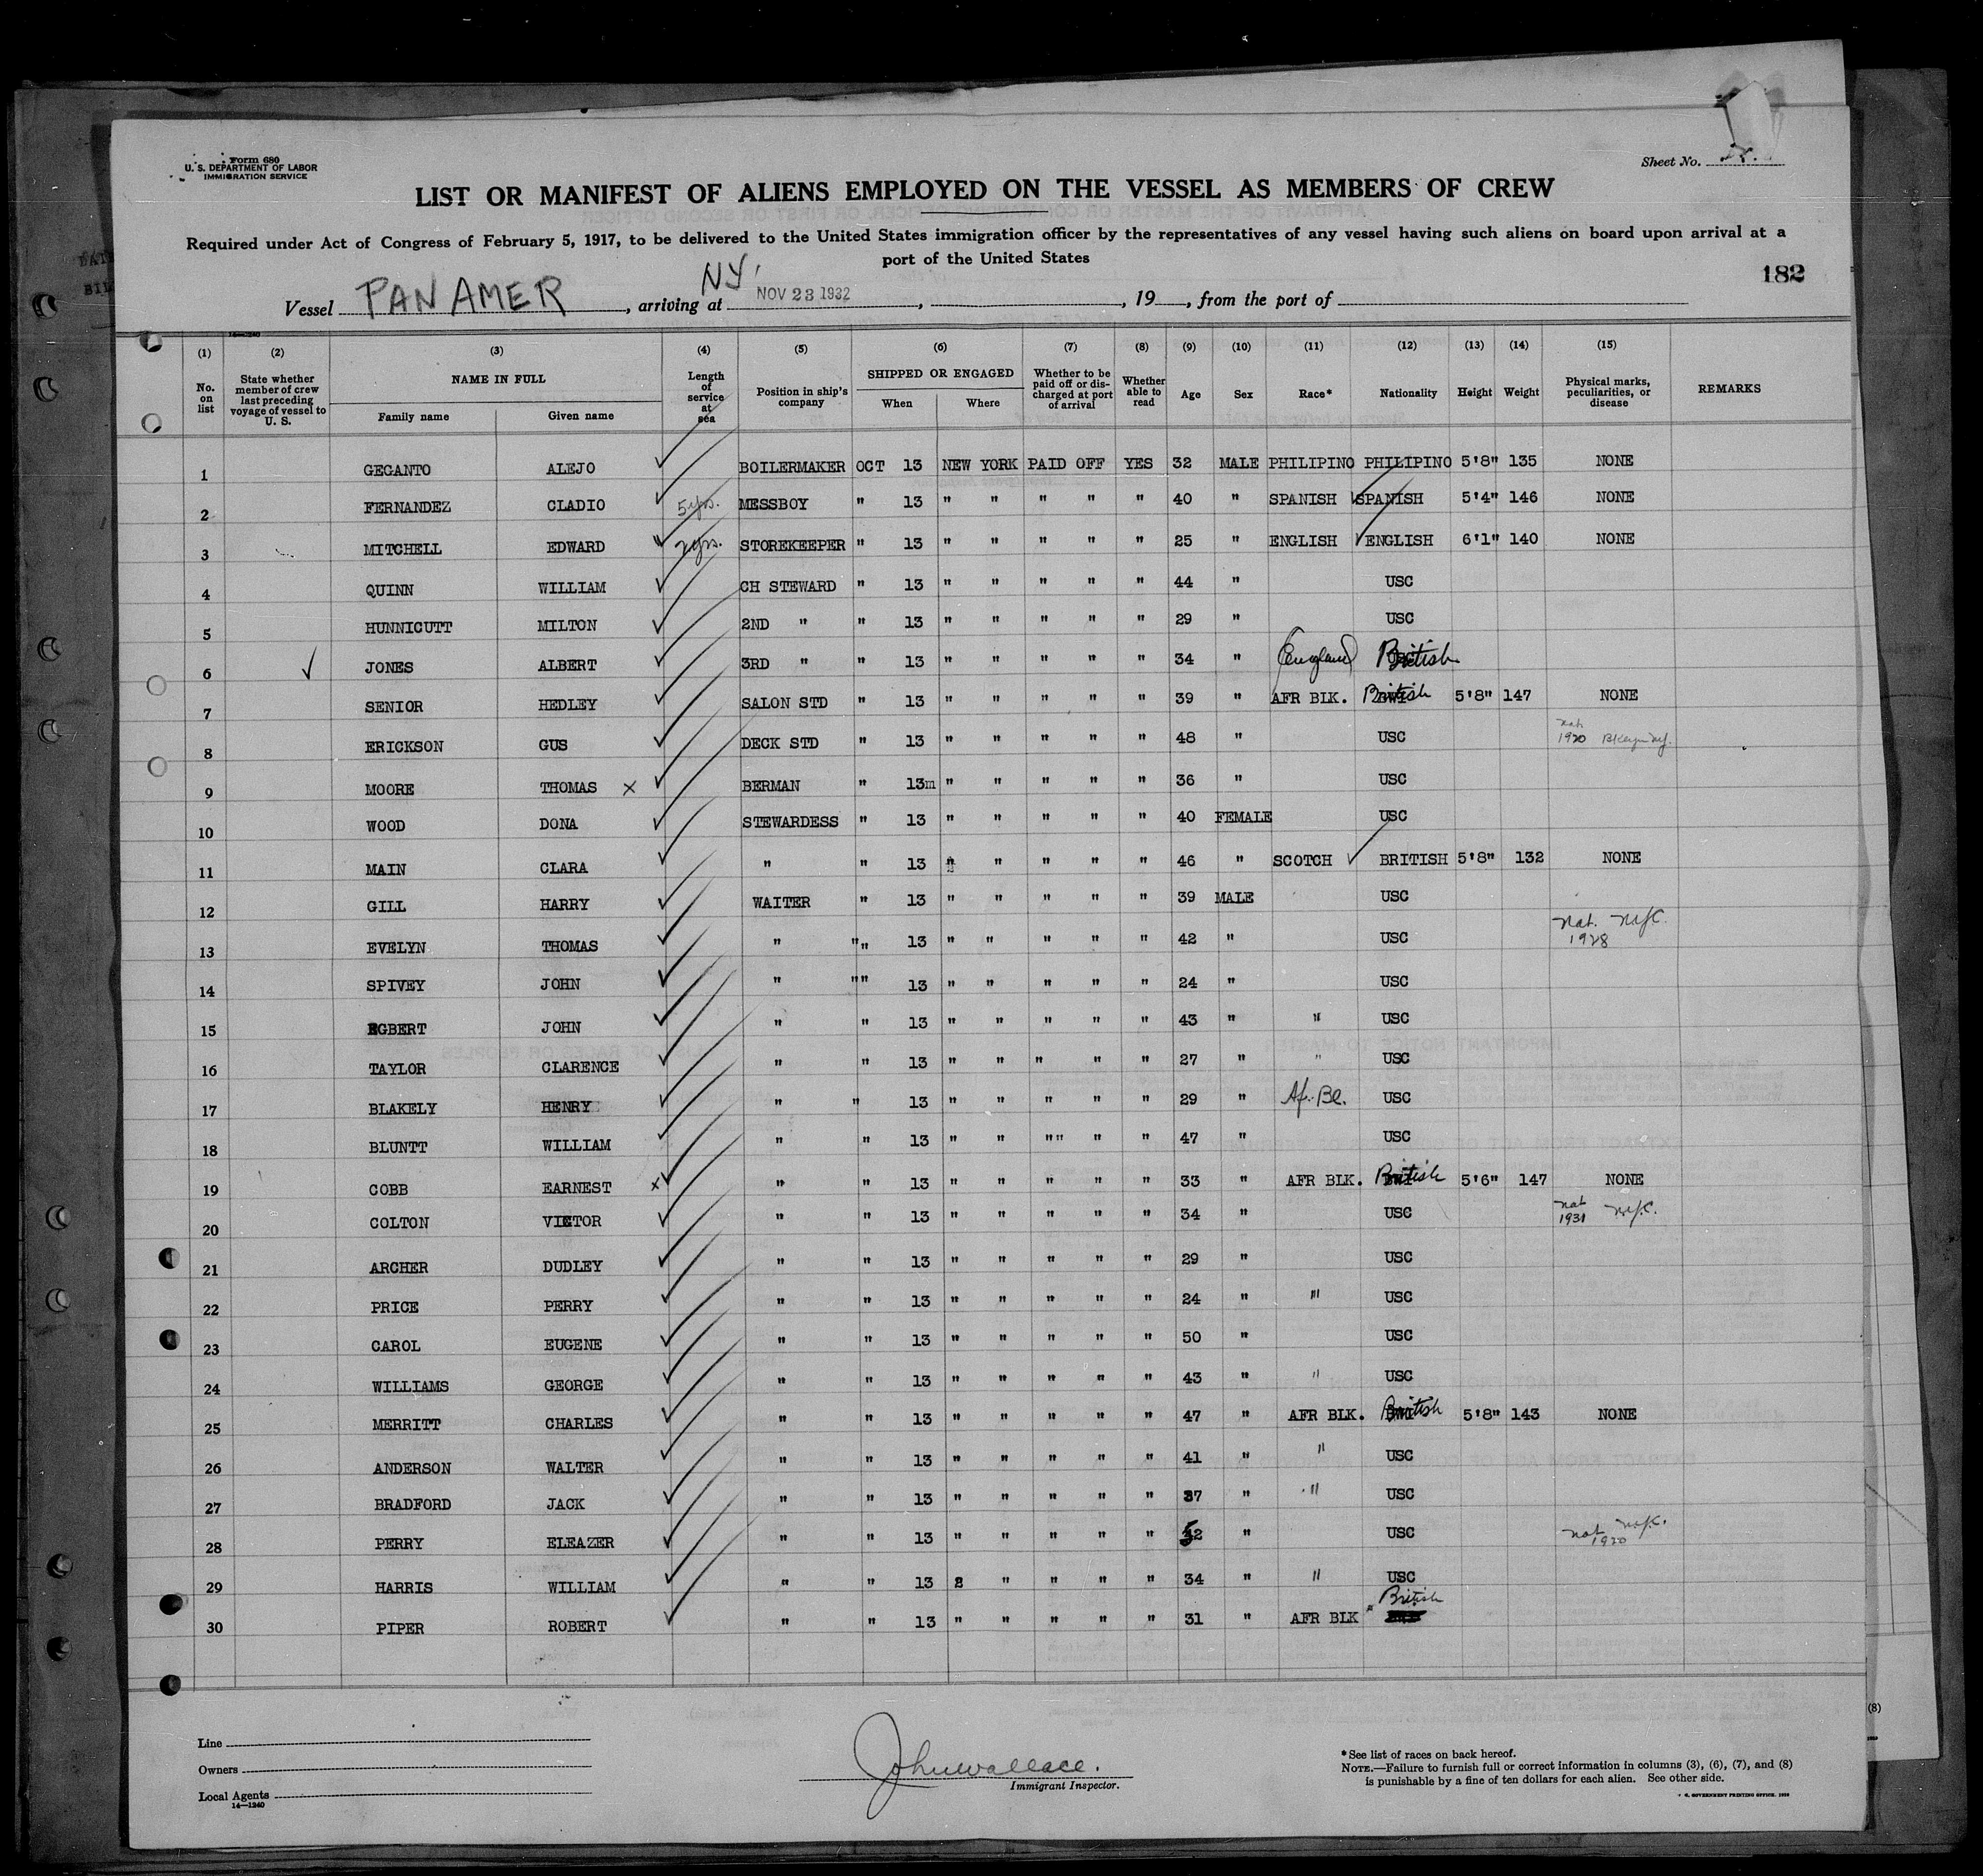 Form 680
U. S. DEPARTMENT OF LABOR
IMMIGRATION SERVICE
Sheet No.
LIST OR MANIFEST OF ALIENS EMPLOYED ON THE VESSEL AS MEMBERS OF CREW
Required under Act of Congress of February 5, 1917, to be delivered to the United States immigration officer by the representatives of any vessel having such aliens on board upon arrival at a
port of the United States
182
Vessel PAN AMER, arriving at NY, NOV 23 1932, , 19 , from the port of
(1) (2) (3) (4) (5) (6) (7) (8) (9) (10) (11) (12) (13) (14) (15)
No. on list State whether member of crew last preceding voyage of vessel to U. S. NAME IN FULL Family name Given name Length of service at sea Position in ship's company SHIPPED OR ENGAGED When Where Whether to be paid off or discharged at port of arrival Whether able to read Age Sex Race* Nationality Height Weight Physical marks, peculiarities, or disease REMARKS
1 GEGANTO ALEJO ✓ BOILERMAKER OCT 13 NEW YORK PAID OFF YES 32 MALE PHILIPINO PHILIPINO 5'8" 135 NONE
2 FERNANDEZ CLADIO ✓ 5 yrs. MESSBOY " 13 " " " " " 40 " SPANISH ✓ SPANISH 5'4" 146 NONE
3 MITCHELL EDWARD ✓ 2 yrs. STOREKEEPER " 13 " " " " " 25 " ENGLISH ✓ ENGLISH 6'1" 140 NONE
4 QUINN WILLIAM ✓ CH STEWARD " 13 " " " " " 44 " USC
5 HUNNICUTT MILTON ✓ 2ND " " 13 " " " " " 29 " USC
6 ✓ JONES ALBERT ✓ 3RD " " 13 " " " " " 34 " England British
7 SENIOR HEDLEY ✓ SALON STD " 13 " " " " " 39 " AFR BLK. British 5'8" 147 NONE
8 ERICKSON GUS ✓ DECK STD " 13 " " " " " 48 " USC nat 1920
9 MOORE THOMAS x ✓ BERMAN " 13m " " " " " 36 " USC
10 WOOD DONA ✓ STEWARDESS " 13 " " " " " 40 FEMALE USC
11 MAIN CLARA ✓ " " 13 " " " " " 46 " SCOTCH ✓ BRITISH 5'8" 132 NONE
12 GILL HARRY ✓ WAITER " 13 " " " " " 39 MALE USC
13 EVELYN THOMAS ✓ " "" 13 " " " " " 42 " USC nat. N.Y.C. 1928
14 SPIVEY JOHN ✓ " "" 13 " " " " " 24 " USC
15 EGBERT JOHN ✓ " " 13 " " " " " 43 " " USC
16 TAYLOR CLARENCE ✓ " " 13 " " " " " 27 " " USC
17 BLAKELY HENRY ✓ " " 13 " " " " " 29 " Af. Bl. USC
18 BLUNTT WILLIAM ✓ " " 13 " " "" " " 47 " USC
19 COBB EARNEST x ✓ " " 13 " " " " " 33 " AFR BLK. British 5'6" 147 NONE
20 COLTON VICTOR ✓ " " 13 " " " " " 34 " USC nat 1931 N.Y.C.
21 ARCHER DUDLEY ✓ " " 13 " " " " " 29 " USC
22 PRICE PERRY ✓ " " 13 " " " " " 24 " " USC
23 CAROL EUGENE ✓ " " 13 " " " " " 50 " USC
24 WILLIAMS GEORGE ✓ " " 13 " " " " " 43 " " USC
25 MERRITT CHARLES ✓ " " 13 " " " " " 47 " AFR BLK. British 5'8" 143 NONE
26 ANDERSON WALTER ✓ " " 13 " " " " " 41 " " USC
27 BRADFORD JACK ✓ " " 13 " " " " " 37 " " USC
28 PERRY ELEAZER ✓ " " 13 " " " " " 52 " USC nat N.Y.C. 1920
29 HARRIS WILLIAM ✓ " " 13 2 " " " " 34 " " USC
30 PIPER ROBERT ✓ " " 13 " " " " " 31 " AFR BLK British
Line
Owners
Local Agents
14—1240
John Wallace.
Immigrant Inspector.
*See list of races on back hereof.
NOTE.—Failure to furnish full or correct information in columns (3), (6), (7), and (8)
is punishable by a fine of ten dollars for each alien. See other side.
U. S. GOVERNMENT PRINTING OFFICE
(8)